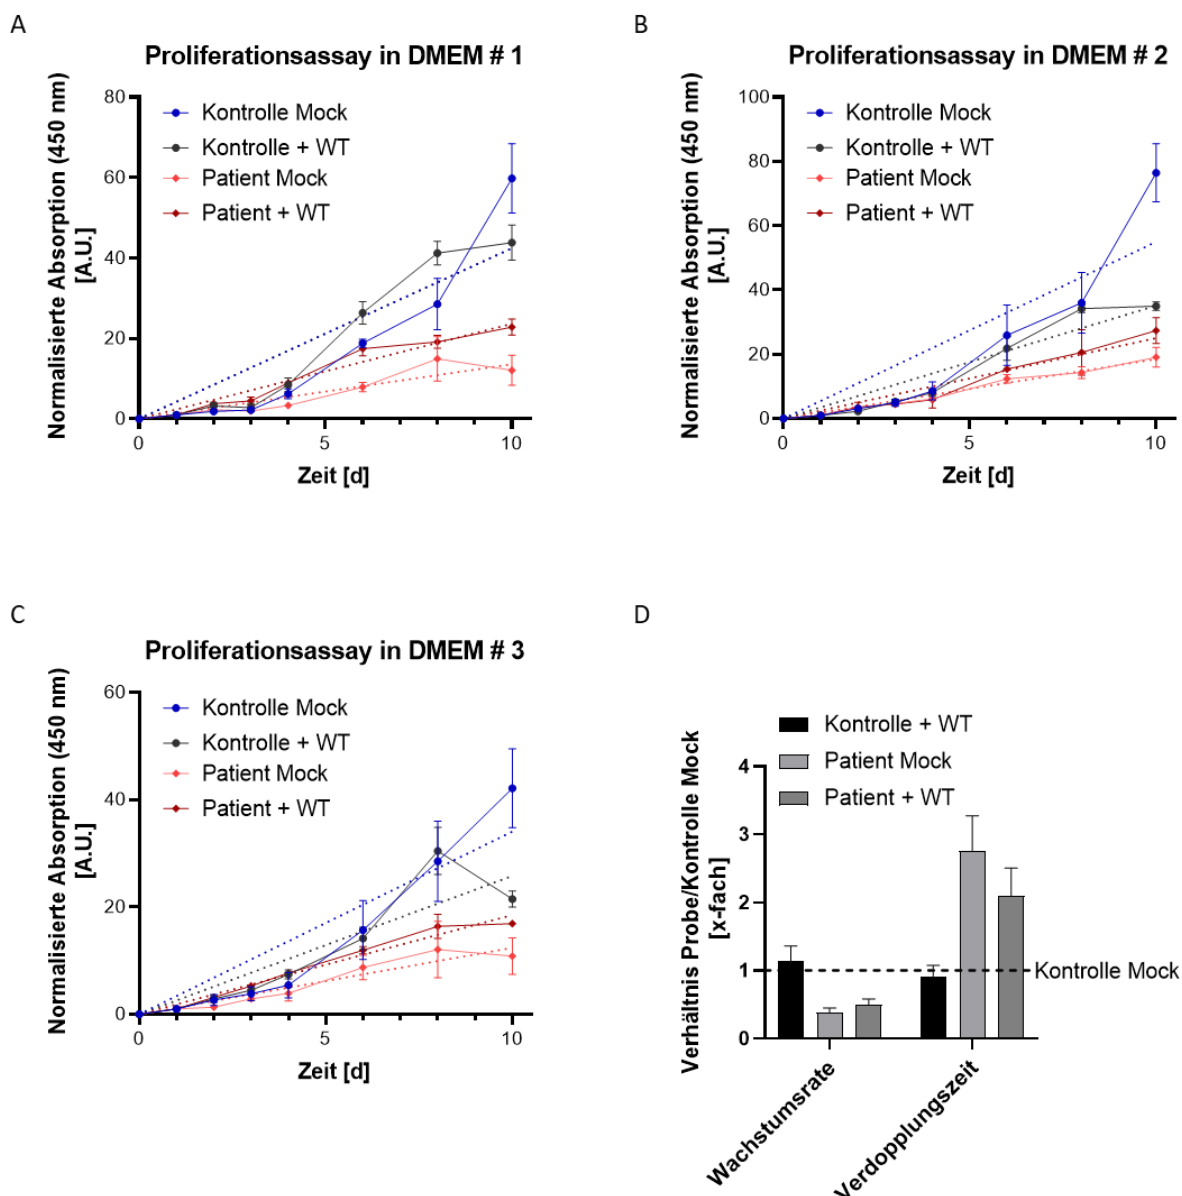 A
Proliferationsassay in DMEM # 1
Normalisierte Absorption (450 nm)
[A.U.]
80
60
40
20
0
Kontrolle Mock
Kontrolle + WT
Patient Mock
Patient + WT
0
5
10
Zeit [d]
B
Proliferationsassay in DMEM # 2
Normalisierte Absorption (450 nm)
[A.U.]
100
80
60
40
20
0
Kontrolle Mock
Kontrolle + WT
Patient Mock
Patient + WT
0
5
10
Zeit [d]
C
Proliferationsassay in DMEM # 3
Normalisierte Absorption (450 nm)
[A.U.]
60
40
20
0
Kontrolle Mock
Kontrolle + WT
Patient Mock
Patient + WT
0
5
10
Zeit [d]
D
Kontrolle + WT
Patient Mock
Patient + WT
Verhältnis Probe/Kontrolle Mock
[x-fach]
4
3
2
1
0
Kontrolle Mock
Wachstumsrate
Verdopplungszeit